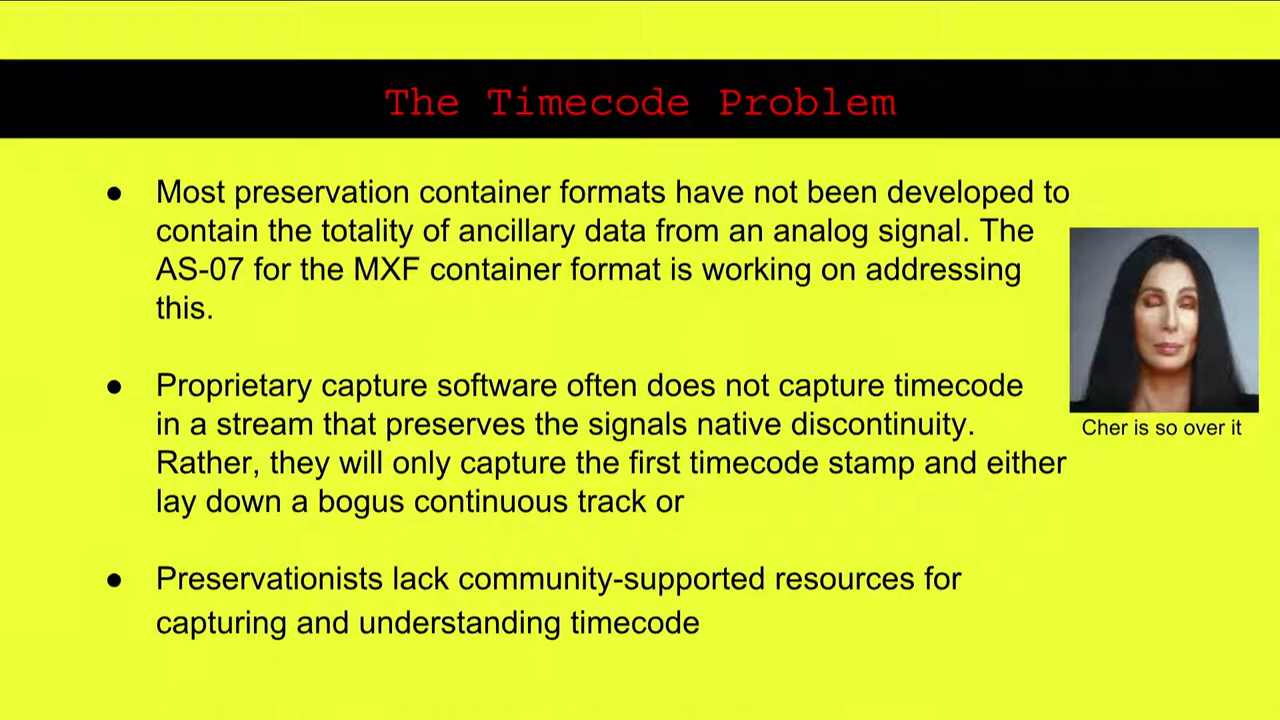 The Timecode Problem
● Most preservation container formats have not been developed to
contain the totality of ancillary data from an analog signal. The
AS-07 for the MXF container format is working on addressing
this.
● Proprietary capture software often does not capture timecode
in a stream that preserves the signals native discontinuity.
Rather, they will only capture the first timecode stamp and either
lay down a bogus continuous track or
● Preservationists lack community-supported resources for
capturing and understanding timecode
Cher is so over it